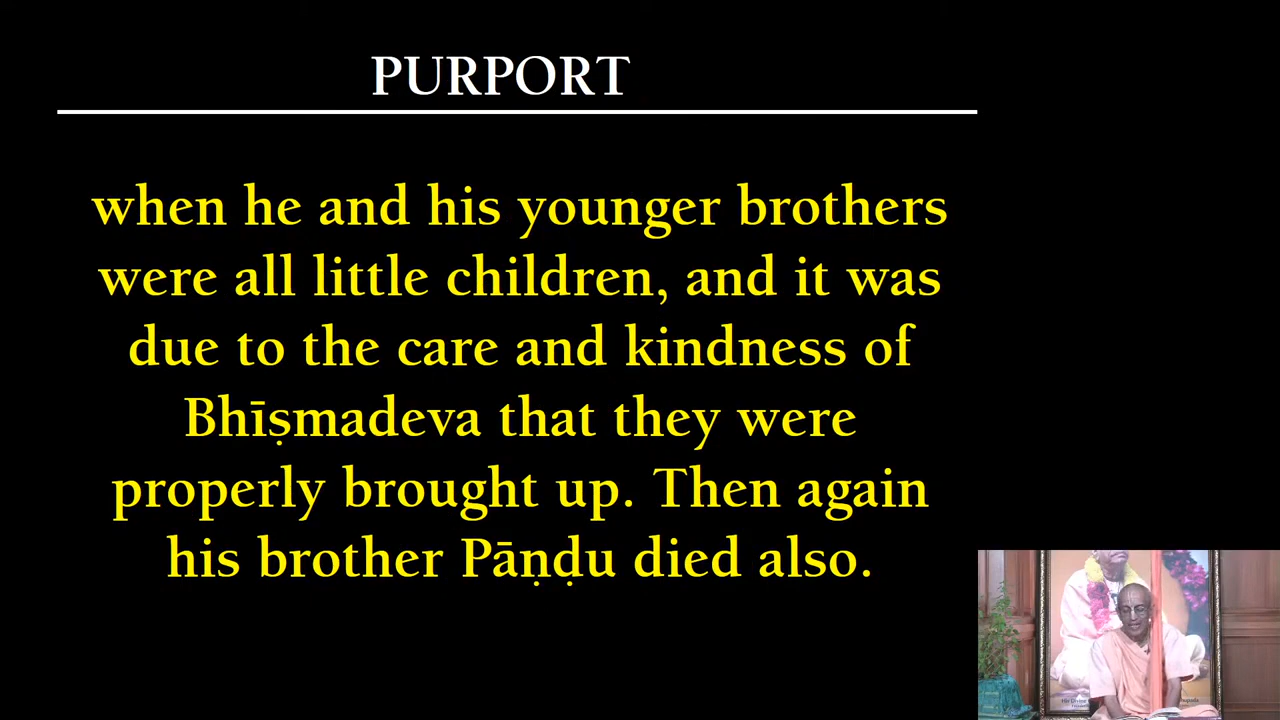 PURPORT
when he and his younger brothers
were all little children, and it was
due to the care and kindness of
Bhīṣmadeva that they were
properly brought up. Then again
his brother Pāṇḍu died also.